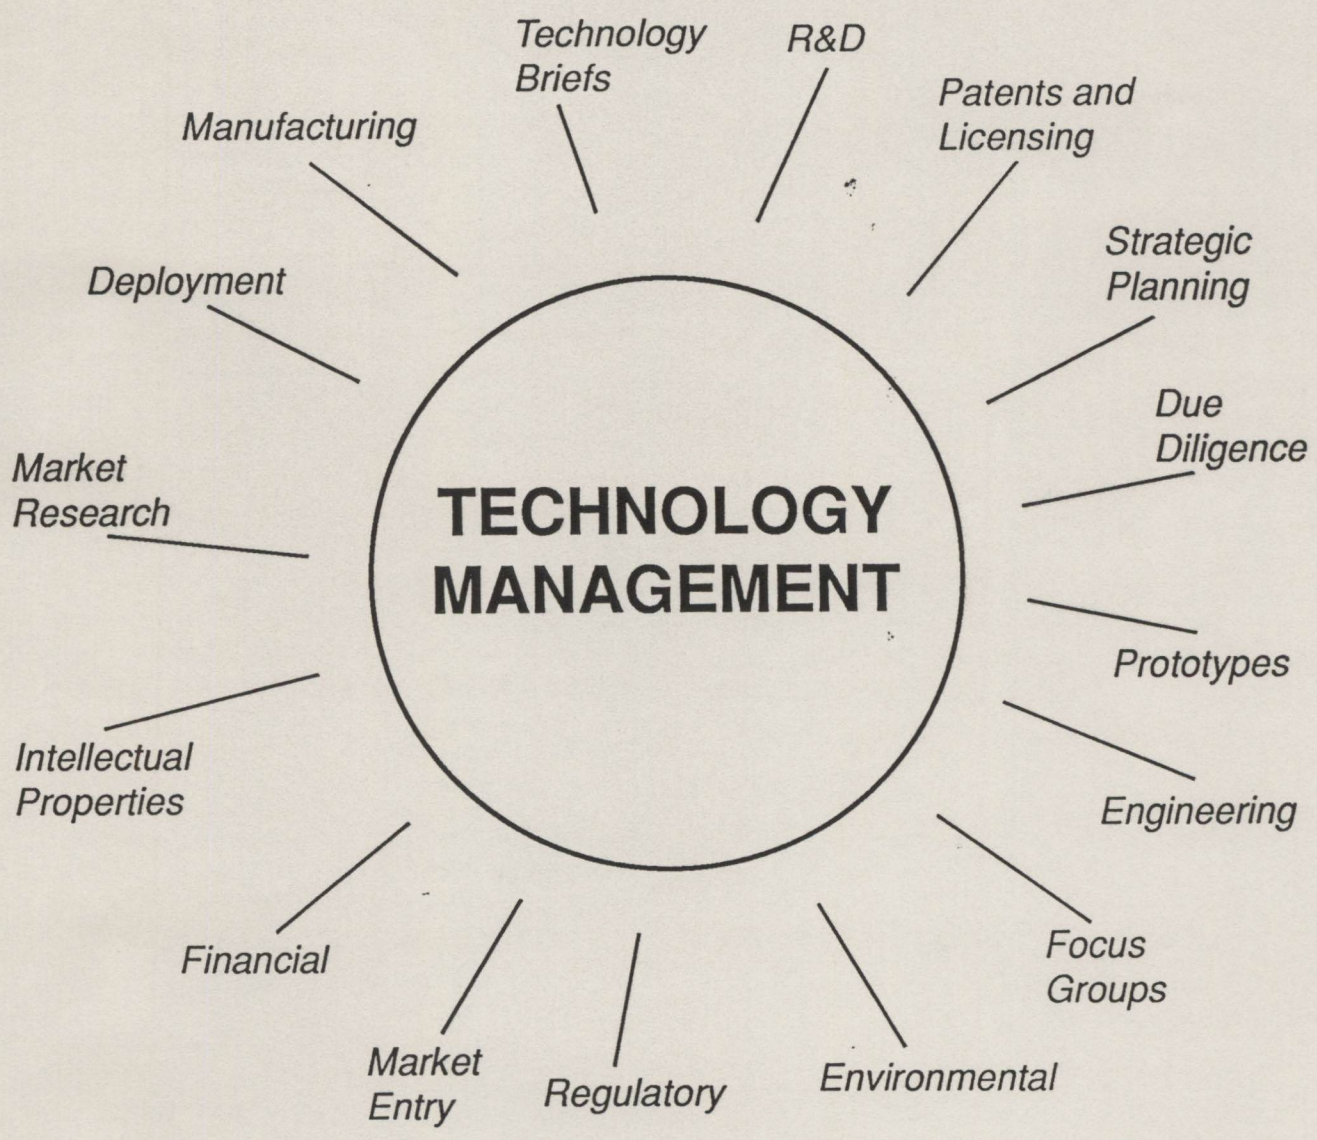 Technology
Briefs
R&D
Patents and
Licensing
Strategic
Planning
Due
Diligence
Prototypes
Engineering
Focus
Groups
Environmental
Regulatory
Market
Entry
Financial
Intellectual
Properties
Market
Research
Deployment
Manufacturing
TECHNOLOGY
MANAGEMENT